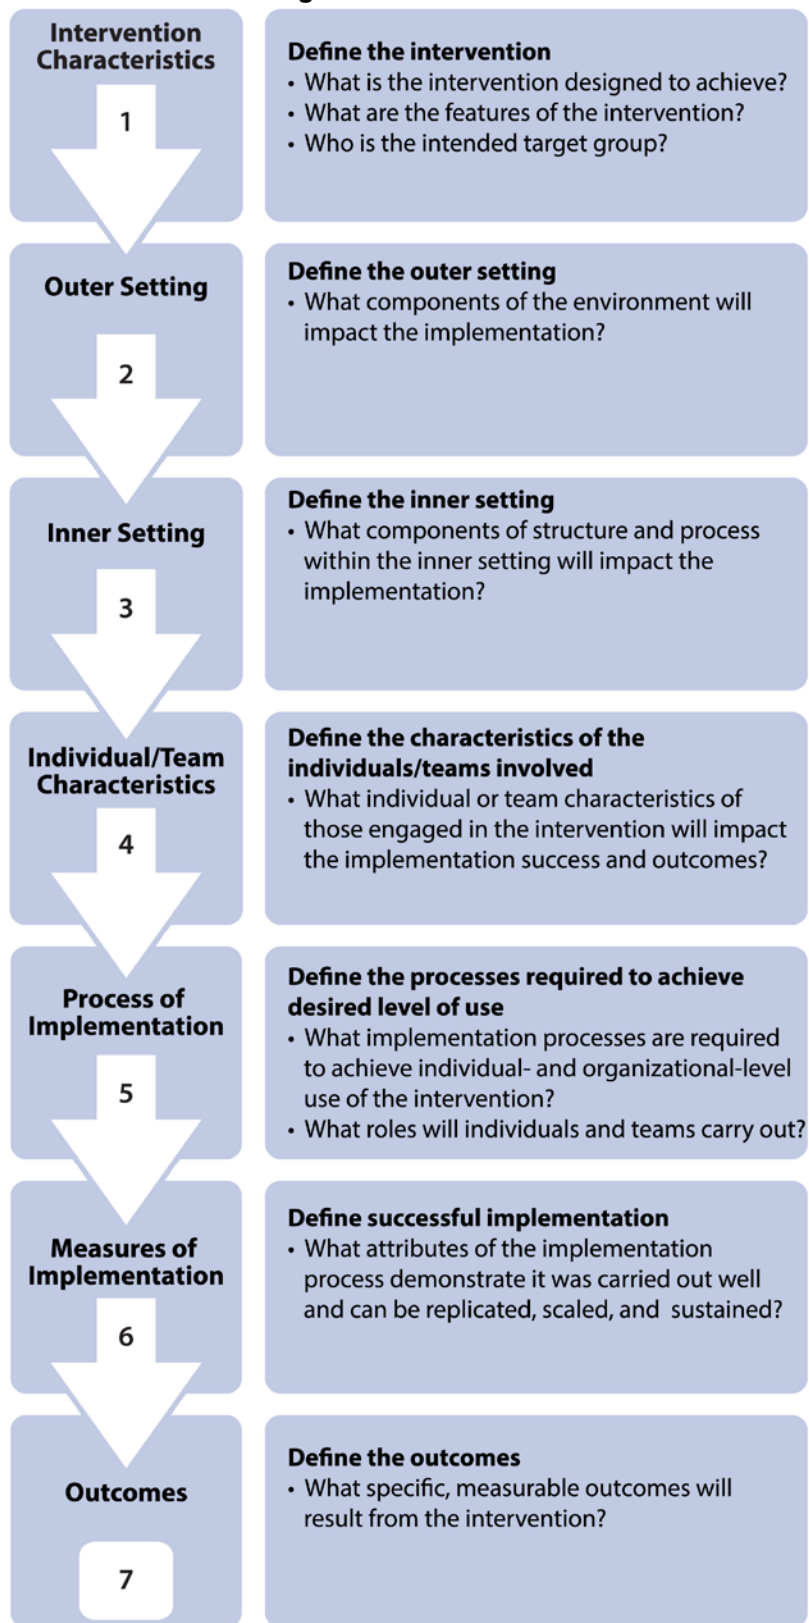 Intervention
Characteristics
1
Define the intervention
• What is the intervention designed to achieve?
• What are the features of the intervention?
• Who is the intended target group?
Outer Setting
2
Define the outer setting
• What components of the environment will
impact the implementation?
Inner Setting
3
Define the inner setting
• What components of structure and process
within the inner setting will impact the
implementation?
Individual/Team
Characteristics
4
Define the characteristics of the
individuals/teams involved
• What individual or team characteristics of
those engaged in the intervention will impact
the implementation success and outcomes?
Process of
Implementation
5
Define the processes required to achieve
desired level of use
• What implementation processes are required
to achieve individual- and organizational-level
use of the intervention?
• What roles will individuals and teams carry out?
Measures of
Implementation
6
Define successful implementation
• What attributes of the implementation
process demonstrate it was carried out well
and can be replicated, scaled, and sustained?
Outcomes
7
Define the outcomes
• What specific, measurable outcomes will
result from the intervention?